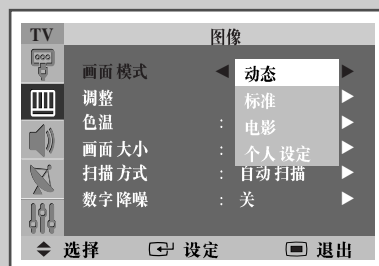 TV 图像
画面模式 动态
调整 标准
色温 : 电影
画面大小 : 个人设定
扫描方式 : 自动扫描
数字降噪 : 关
选择 设定 退出